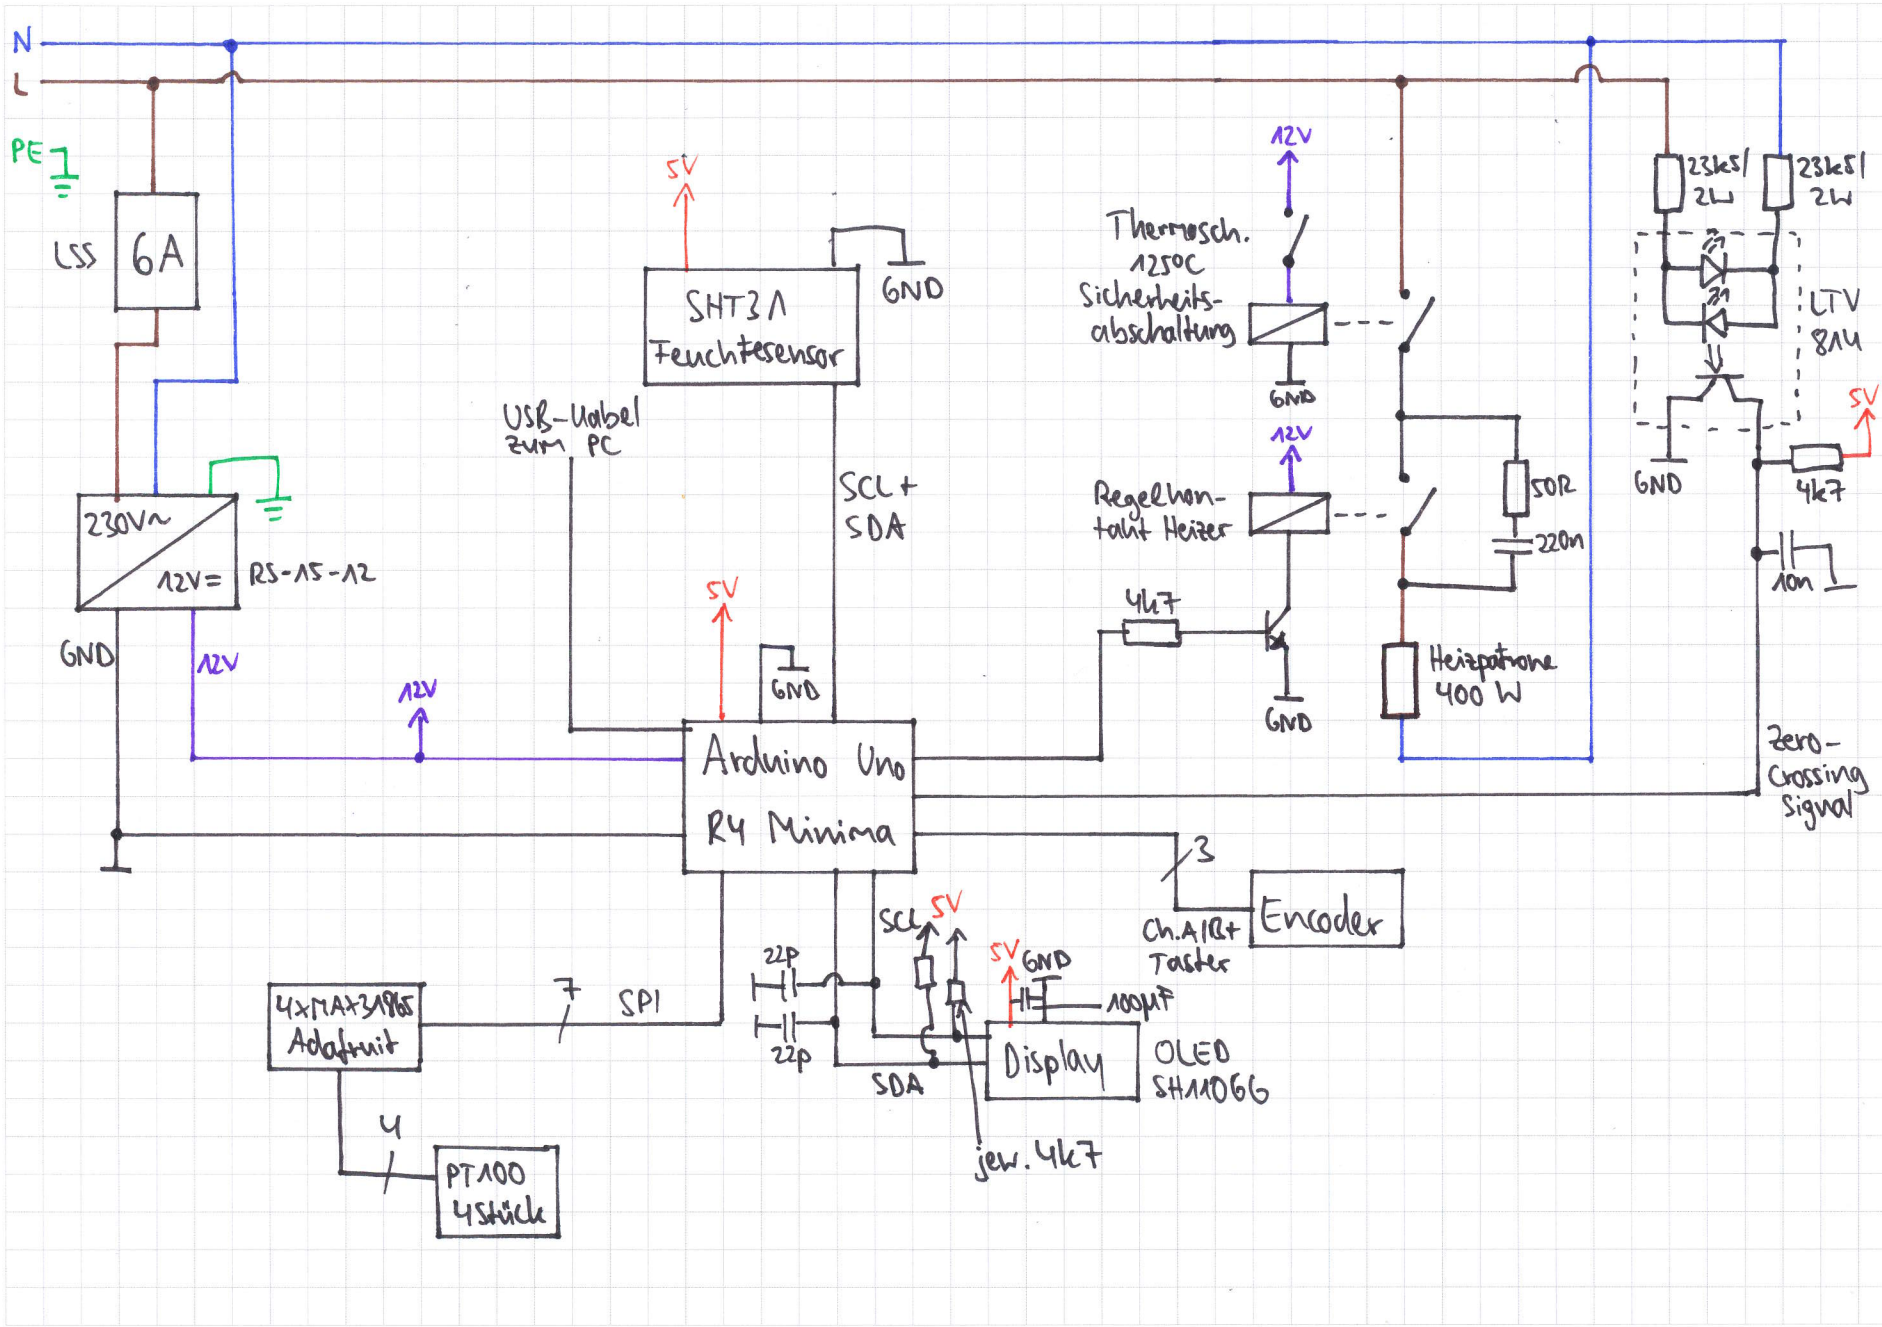 N
L
PE
LSS
6A
230V~
12V=
RS-15-12
GND
12V
12V
USB-Kabel
zum PC
5V
SHT31
Feuchtesensor
GND
SCL+
SDA
5V
GND
Arduino Uno
R4 Minima
12V
Thermosch.
125°C
Sicherheits-
abschaltung
GND
12V
Regelkon-
takt Heizer
4k7
GND
50R
220n
Heizpatrone
400 W
23k5/
2W
23k5/
2W
LTV
814
5V
GND
4k7
10n
Zero-
Crossing
Signal
3
Ch.A/B+
Taster
Encoder
4xMAX31865
Adafruit
7
SPI
4
PT100
4 Stück
22p
22p
SCL
5V
SDA
5V
GND
100µF
Display
OLED
SH1106G
jew. 4k7